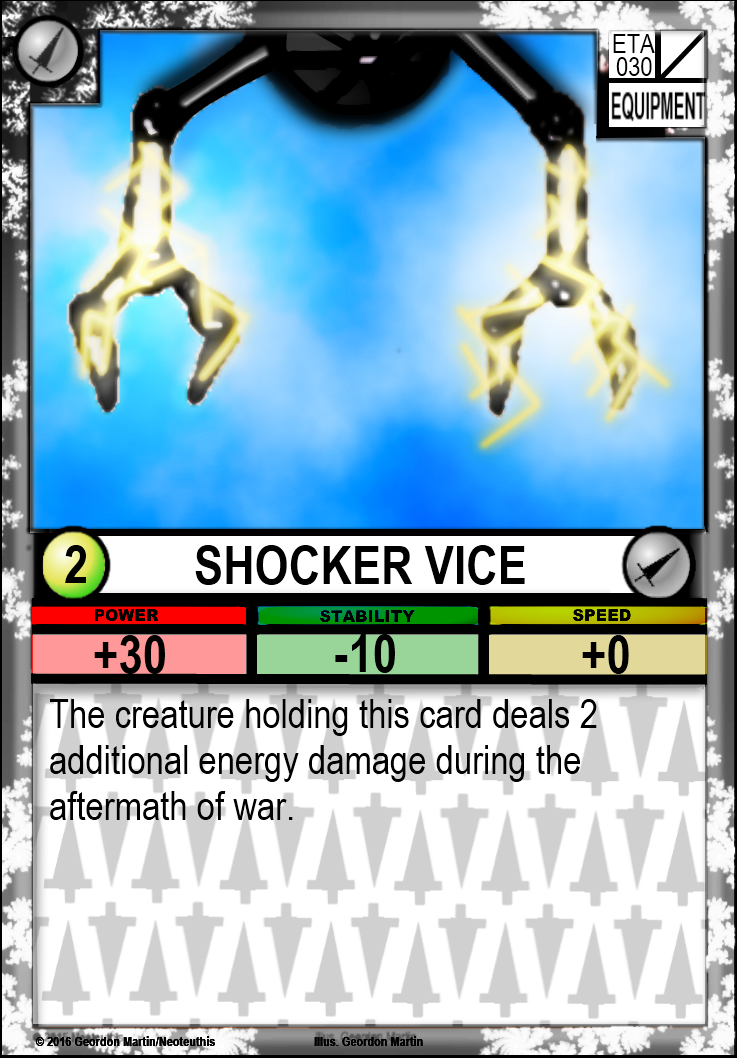 ETA
030
EQUIPMENT
2
SHOCKER VICE
POWER
STABILITY
SPEED
+30
-10
+0
The creature holding this card deals 2
additional energy damage during the
aftermath of war.
© 2016 Geordon Martin/Neoteuthis
Illus. Geordon Martin